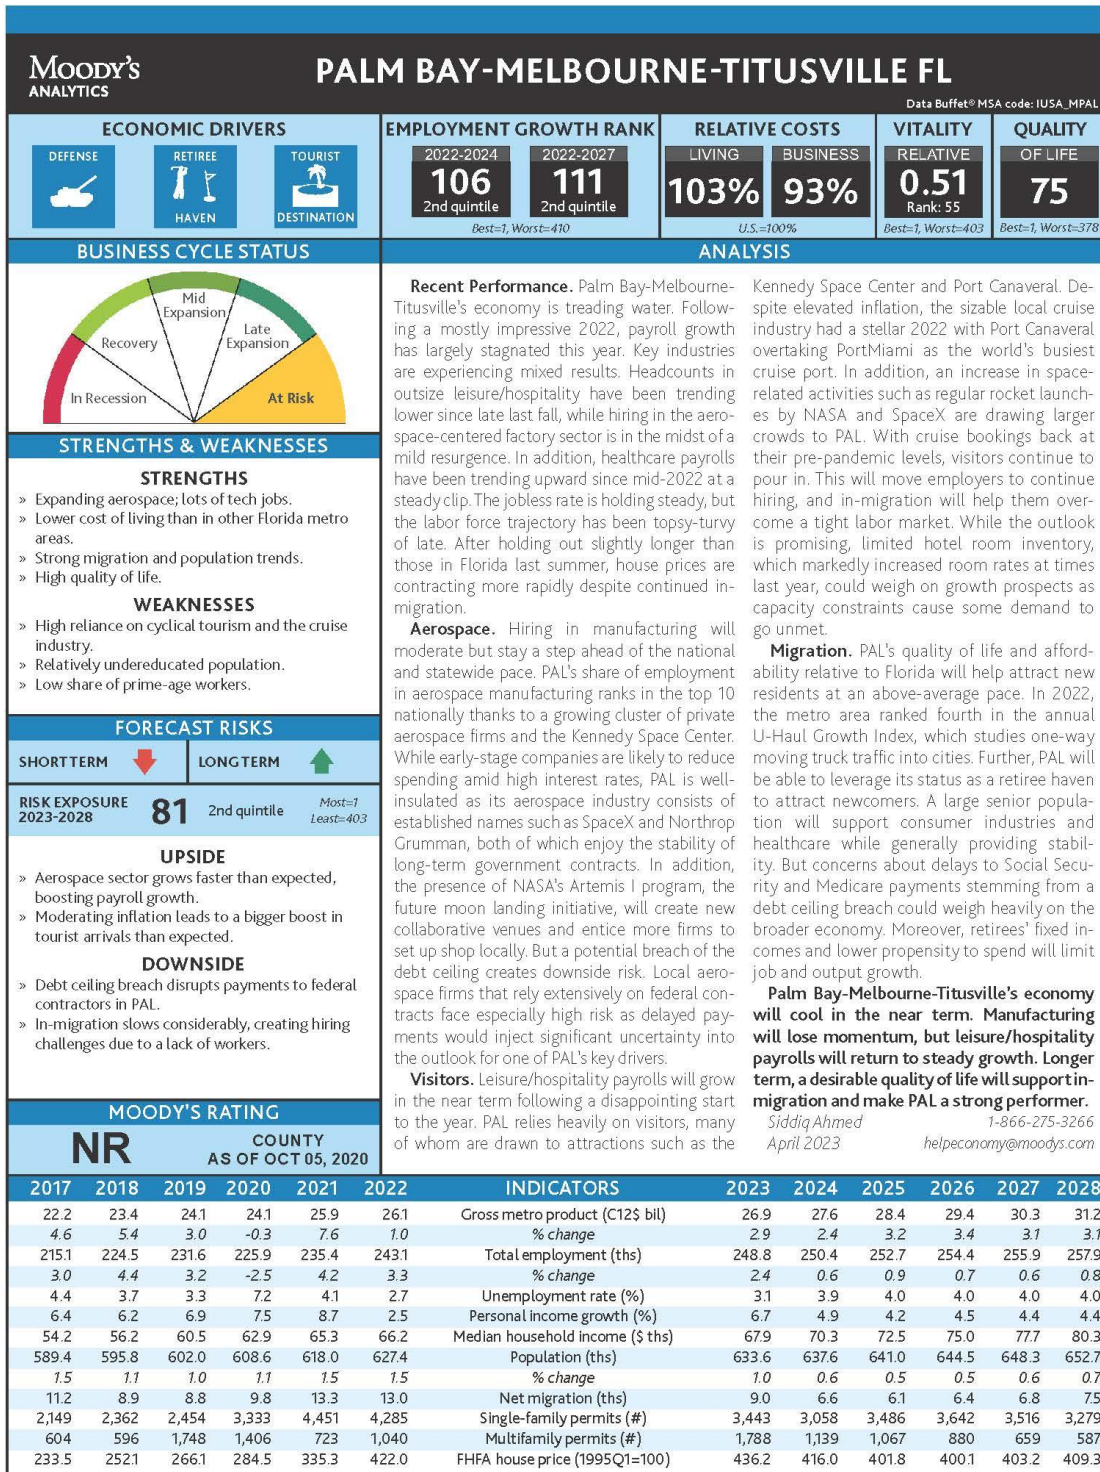 MOODY'S
ANALYTICS
PALM BAY-MELBOURNE-TITUSVILLE FL
Data Buffet® MSA code: IUSA_MPAL
ECONOMIC DRIVERS
DEFENSE
RETIREE
HAVEN
TOURIST
DESTINATION
EMPLOYMENT GROWTH RANK
2022-2024
106
2nd quintile
2022-2027
111
2nd quintile
Best=1, Worst=410
RELATIVE COSTS
LIVING
103%
BUSINESS
93%
U.S.=100%
VITALITY
RELATIVE
0.51
Rank: 55
Best=1, Worst=403
QUALITY
OF LIFE
75
Best=1, Worst=378
BUSINESS CYCLE STATUS
In Recession
Recovery
Mid
Expansion
Late
Expansion
At Risk
STRENGTHS & WEAKNESSES
STRENGTHS
» Expanding aerospace; lots of tech jobs.
» Lower cost of living than in other Florida metro
areas.
» Strong migration and population trends.
» High quality of life.
WEAKNESSES
» High reliance on cyclical tourism and the cruise
industry.
» Relatively undereducated population.
» Low share of prime-age workers.
FORECAST RISKS
SHORT TERM
LONG TERM
RISK EXPOSURE
2023-2028
81
2nd quintile
Most=1
Least=403
UPSIDE
» Aerospace sector grows faster than expected,
boosting payroll growth.
» Moderating inflation leads to a bigger boost in
tourist arrivals than expected.
DOWNSIDE
» Debt ceiling breach disrupts payments to federal
contractors in PAL.
» In-migration slows considerably, creating hiring
challenges due to a lack of workers.
MOODY'S RATING
NR
COUNTY
AS OF OCT 05, 2020
ANALYSIS
Recent Performance. Palm Bay-Melbourne-
Titusville's economy is treading water. Follow-
ing a mostly impressive 2022, payroll growth
has largely stagnated this year. Key industries
are experiencing mixed results. Headcounts in
outsize leisure/hospitality have been trending
lower since late last fall, while hiring in the aero-
space-centered factory sector is in the midst of a
mild resurgence. In addition, healthcare payrolls
have been trending upward since mid-2022 at a
steady clip. The jobless rate is holding steady, but
the labor force trajectory has been topsy-turvy
of late. After holding out slightly longer than
those in Florida last summer, house prices are
contracting more rapidly despite continued in-
migration.
Aerospace. Hiring in manufacturing will
moderate but stay a step ahead of the national
and statewide pace. PAL's share of employment
in aerospace manufacturing ranks in the top 10
nationally thanks to a growing cluster of private
aerospace firms and the Kennedy Space Center.
While early-stage companies are likely to reduce
spending amid high interest rates, PAL is well-
insulated as its aerospace industry consists of
established names such as SpaceX and Northrop
Grumman, both of which enjoy the stability of
long-term government contracts. In addition,
the presence of NASA's Artemis I program, the
future moon landing initiative, will create new
collaborative venues and entice more firms to
set up shop locally. But a potential breach of the
debt ceiling creates downside risk. Local aero-
space firms that rely extensively on federal con-
tracts face especially high risk as delayed pay-
ments would inject significant uncertainty into
the outlook for one of PAL's key drivers.
Visitors. Leisure/hospitality payrolls will grow
in the near term following a disappointing start
to the year. PAL relies heavily on visitors, many
of whom are drawn to attractions such as the
Kennedy Space Center and Port Canaveral. De-
spite elevated inflation, the sizable local cruise
industry had a stellar 2022 with Port Canaveral
overtaking PortMiami as the world's busiest
cruise port. In addition, an increase in space-
related activities such as regular rocket launch-
es by NASA and SpaceX are drawing larger
crowds to PAL. With cruise bookings back at
their pre-pandemic levels, visitors continue to
pour in. This will move employers to continue
hiring, and in-migration will help them over-
come a tight labor market. While the outlook
is promising, limited hotel room inventory,
which markedly increased room rates at times
last year, could weigh on growth prospects as
capacity constraints cause some demand to
go unmet.
Migration. PAL's quality of life and afford-
ability relative to Florida will help attract new
residents at an above-average pace. In 2022,
the metro area ranked fourth in the annual
U-Haul Growth Index, which studies one-way
moving truck traffic into cities. Further, PAL will
be able to leverage its status as a retiree haven
to attract newcomers. A large senior popula-
tion will support consumer industries and
healthcare while generally providing stabil-
ity. But concerns about delays to Social Secu-
rity and Medicare payments stemming from a
debt ceiling breach could weigh heavily on the
broader economy. Moreover, retirees' fixed in-
comes and lower propensity to spend will limit
job and output growth.
Palm Bay-Melbourne-Titusville's economy
will cool in the near term. Manufacturing
will lose momentum, but leisure/hospitality
payrolls will return to steady growth. Longer
term, a desirable quality of life will support in-
migration and make PAL a strong performer.
Siddiq Ahmed 1-866-275-3266
April 2023 helpeconomy@moodys.com
2017 2018 2019 2020 2021 2022 INDICATORS 2023 2024 2025 2026 2027 2028
22.2 23.4 24.1 24.1 25.9 26.1 Gross metro product (C12$ bil) 26.9 27.6 28.4 29.4 30.3 31.2
4.6 5.4 3.0 -0.3 7.6 1.0 % change 2.9 2.4 3.2 3.4 3.1 3.1
215.1 224.5 231.6 225.9 235.4 243.1 Total employment (ths) 248.8 250.4 252.7 254.4 255.9 257.9
3.0 4.4 3.2 -2.5 4.2 3.3 % change 2.4 0.6 0.9 0.7 0.6 0.8
4.4 3.7 3.3 7.2 4.1 2.7 Unemployment rate (%) 3.1 3.9 4.0 4.0 4.0 4.0
6.4 6.2 6.9 7.5 8.7 2.5 Personal income growth (%) 6.7 4.9 4.2 4.5 4.4 4.4
54.2 56.2 60.5 62.9 65.3 66.2 Median household income ($ ths) 67.9 70.3 72.5 75.0 77.7 80.3
589.4 595.8 602.0 608.6 618.0 627.4 Population (ths) 633.6 637.6 641.0 644.5 648.3 652.7
1.5 1.1 1.0 1.1 1.5 1.5 % change 1.0 0.6 0.5 0.5 0.6 0.7
11.2 8.9 8.8 9.8 13.3 13.0 Net migration (ths) 9.0 6.6 6.1 6.4 6.8 7.5
2,149 2,362 2,454 3,333 4,451 4,285 Single-family permits (#) 3,443 3,058 3,486 3,642 3,516 3,279
604 596 1,748 1,406 723 1,040 Multifamily permits (#) 1,788 1,139 1,067 880 659 587
233.5 252.1 266.1 284.5 335.3 422.0 FHFA house price (1995Q1=100) 436.2 416.0 401.8 400.1 403.2 409.3